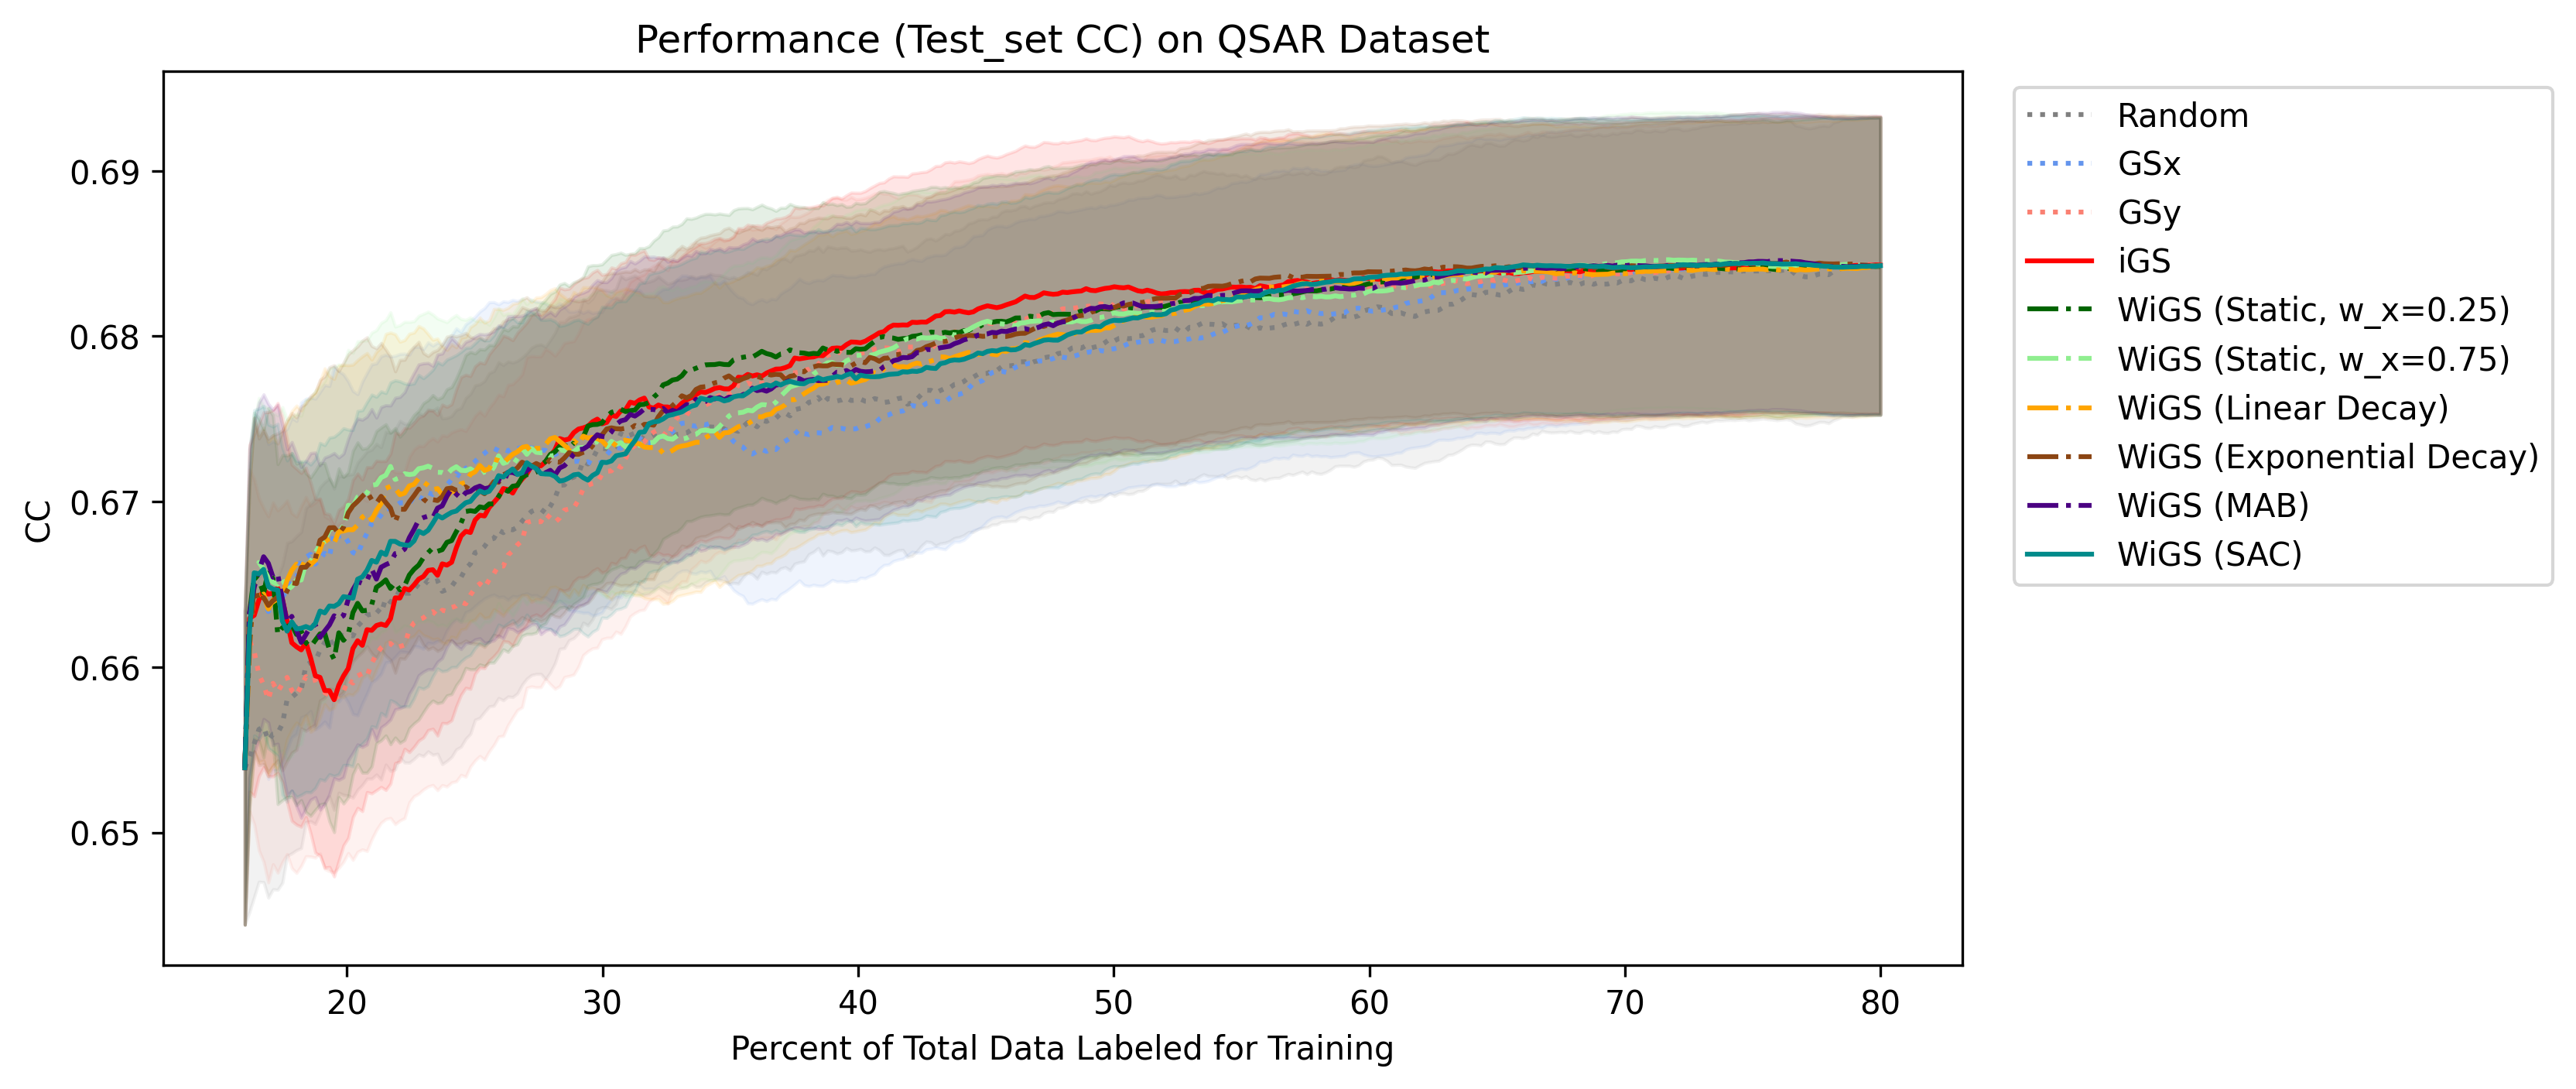 Performance (Test_set CC) on QSAR Dataset
CC
0.69
0.68
0.67
0.66
0.65
20 30 40 50 60 70 80
Percent of Total Data Labeled for Training
Random
GSx
GSy
iGS
WiGS (Static, w_x=0.25)
WiGS (Static, w_x=0.75)
WiGS (Linear Decay)
WiGS (Exponential Decay)
WiGS (MAB)
WiGS (SAC)